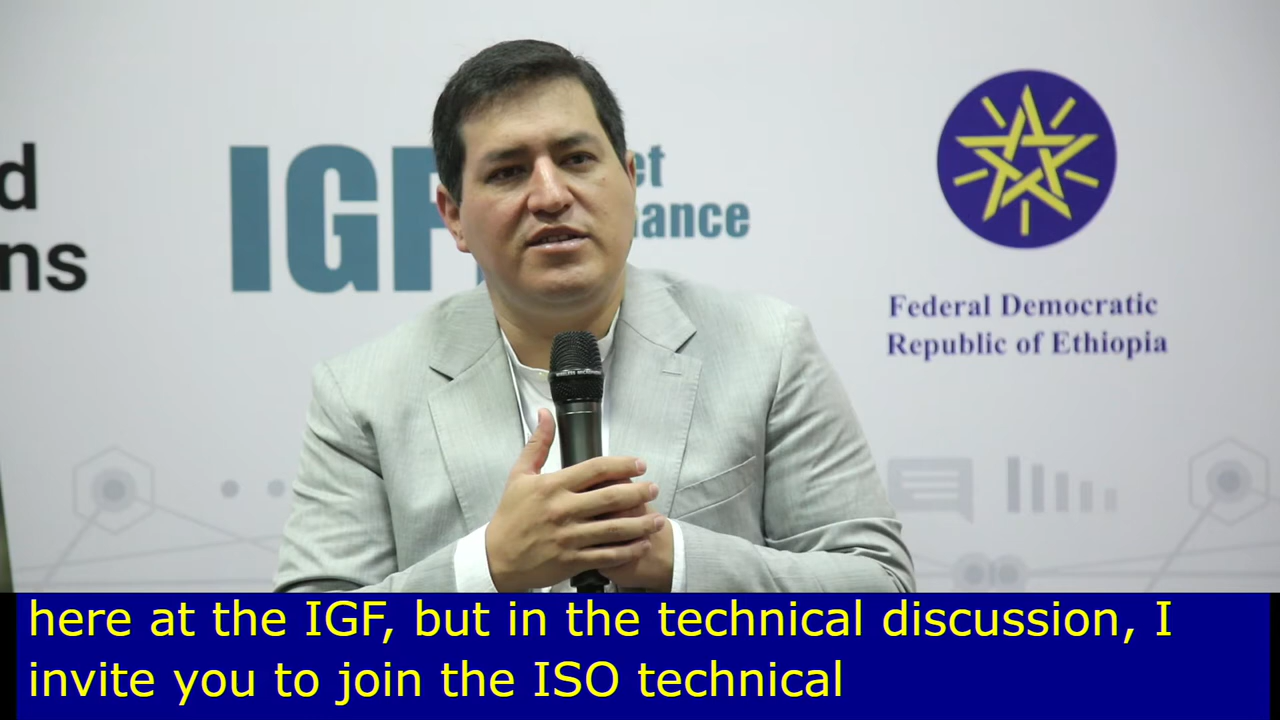 d
ns
IGF
et
nance
Federal Democratic
Republic of Ethiopia
here at the IGF, but in the technical discussion, I
invite you to join the ISO technical